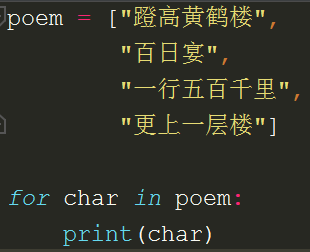 poem = ["蹬高黄鹤楼",
"百日宴",
"一行五百千里",
"更上一层楼"]
for char in poem:
print(char)